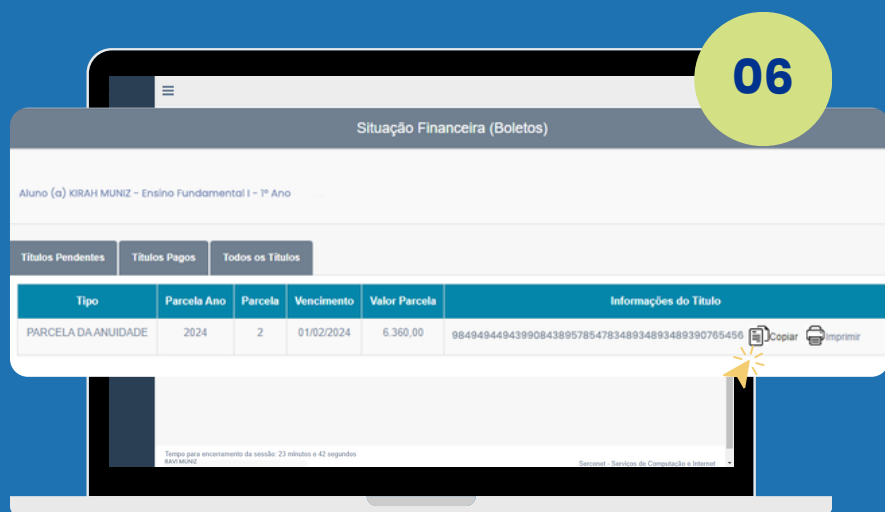 06
Situação Financeira (Boletos)
Aluno (a) KIRAH MUNIZ - Ensino Fundamental I - 1º Ano
Títulos Pendentes Títulos Pagos Todos os Títulos
Tipo Parcela Ano Parcela Vencimento Valor Parcela Informações do Título
PARCELA DA ANUIDADE 2024 2 01/02/2024 6.360,00 98494944943990843895785478348934893489390765456 Copiar Imprimir
Tempo para encerramento da sessão: 23 minutos e 42 segundos
RAVI MUNIZ
Serconet - Serviços de Computação e Internet